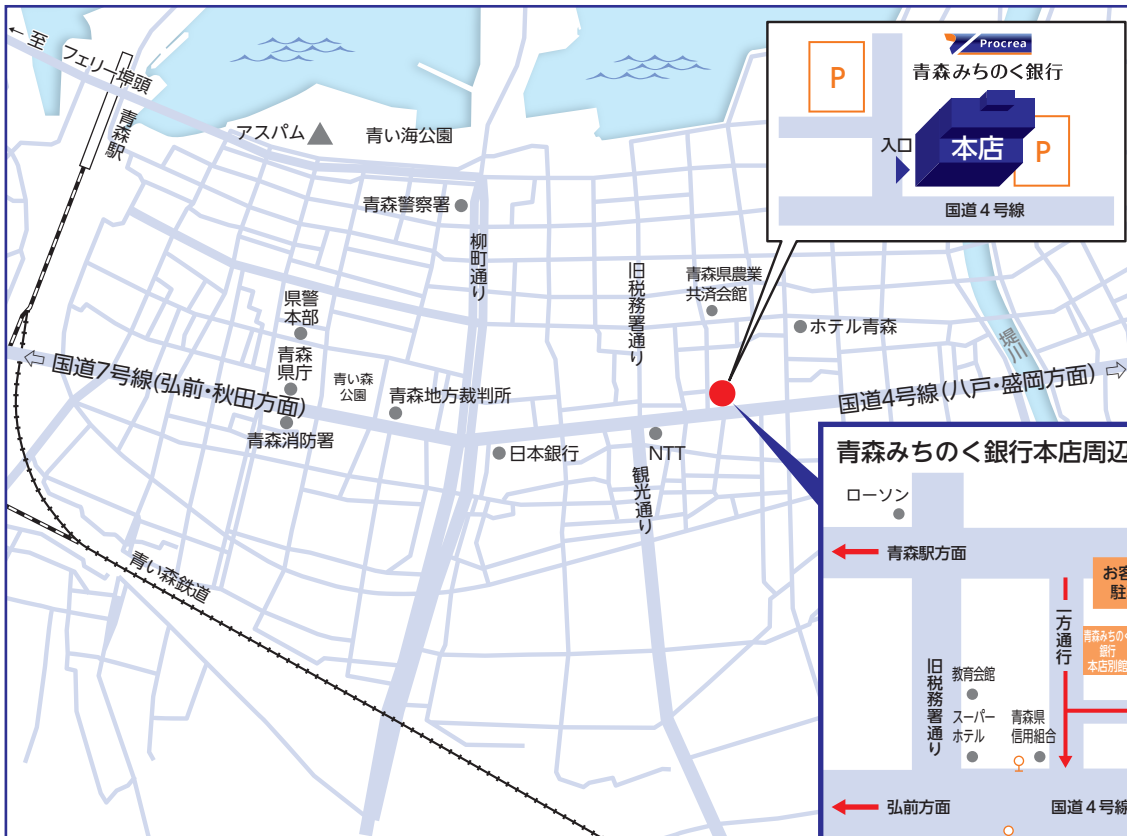 ← 至
フェリー埠頭
青森駅
アスパム
青い海公園
青森警察署
柳町通り
旧税務署通り
青森県農業
共済会館
ホテル青森
堤川
県警
本部
青森
県庁
青い森
公園
青森地方裁判所
青森消防署
⇦ 国道7号線(弘前・秋田方面)
国道4号線(八戸・盛岡方面) ⇨
日本銀行
NTT
観光通り
青い森鉄道
Procrea
青森みちのく銀行
P
入口
本店
P
国道4号線
青森みちのく銀行本店周辺
ローソン
青森駅方面
お客
駐
一方通行
青森みちのく
銀行
本店別館
旧税務署通り
教育会館
スーパー
ホテル
青森県
信用組合
弘前方面
国道4号線